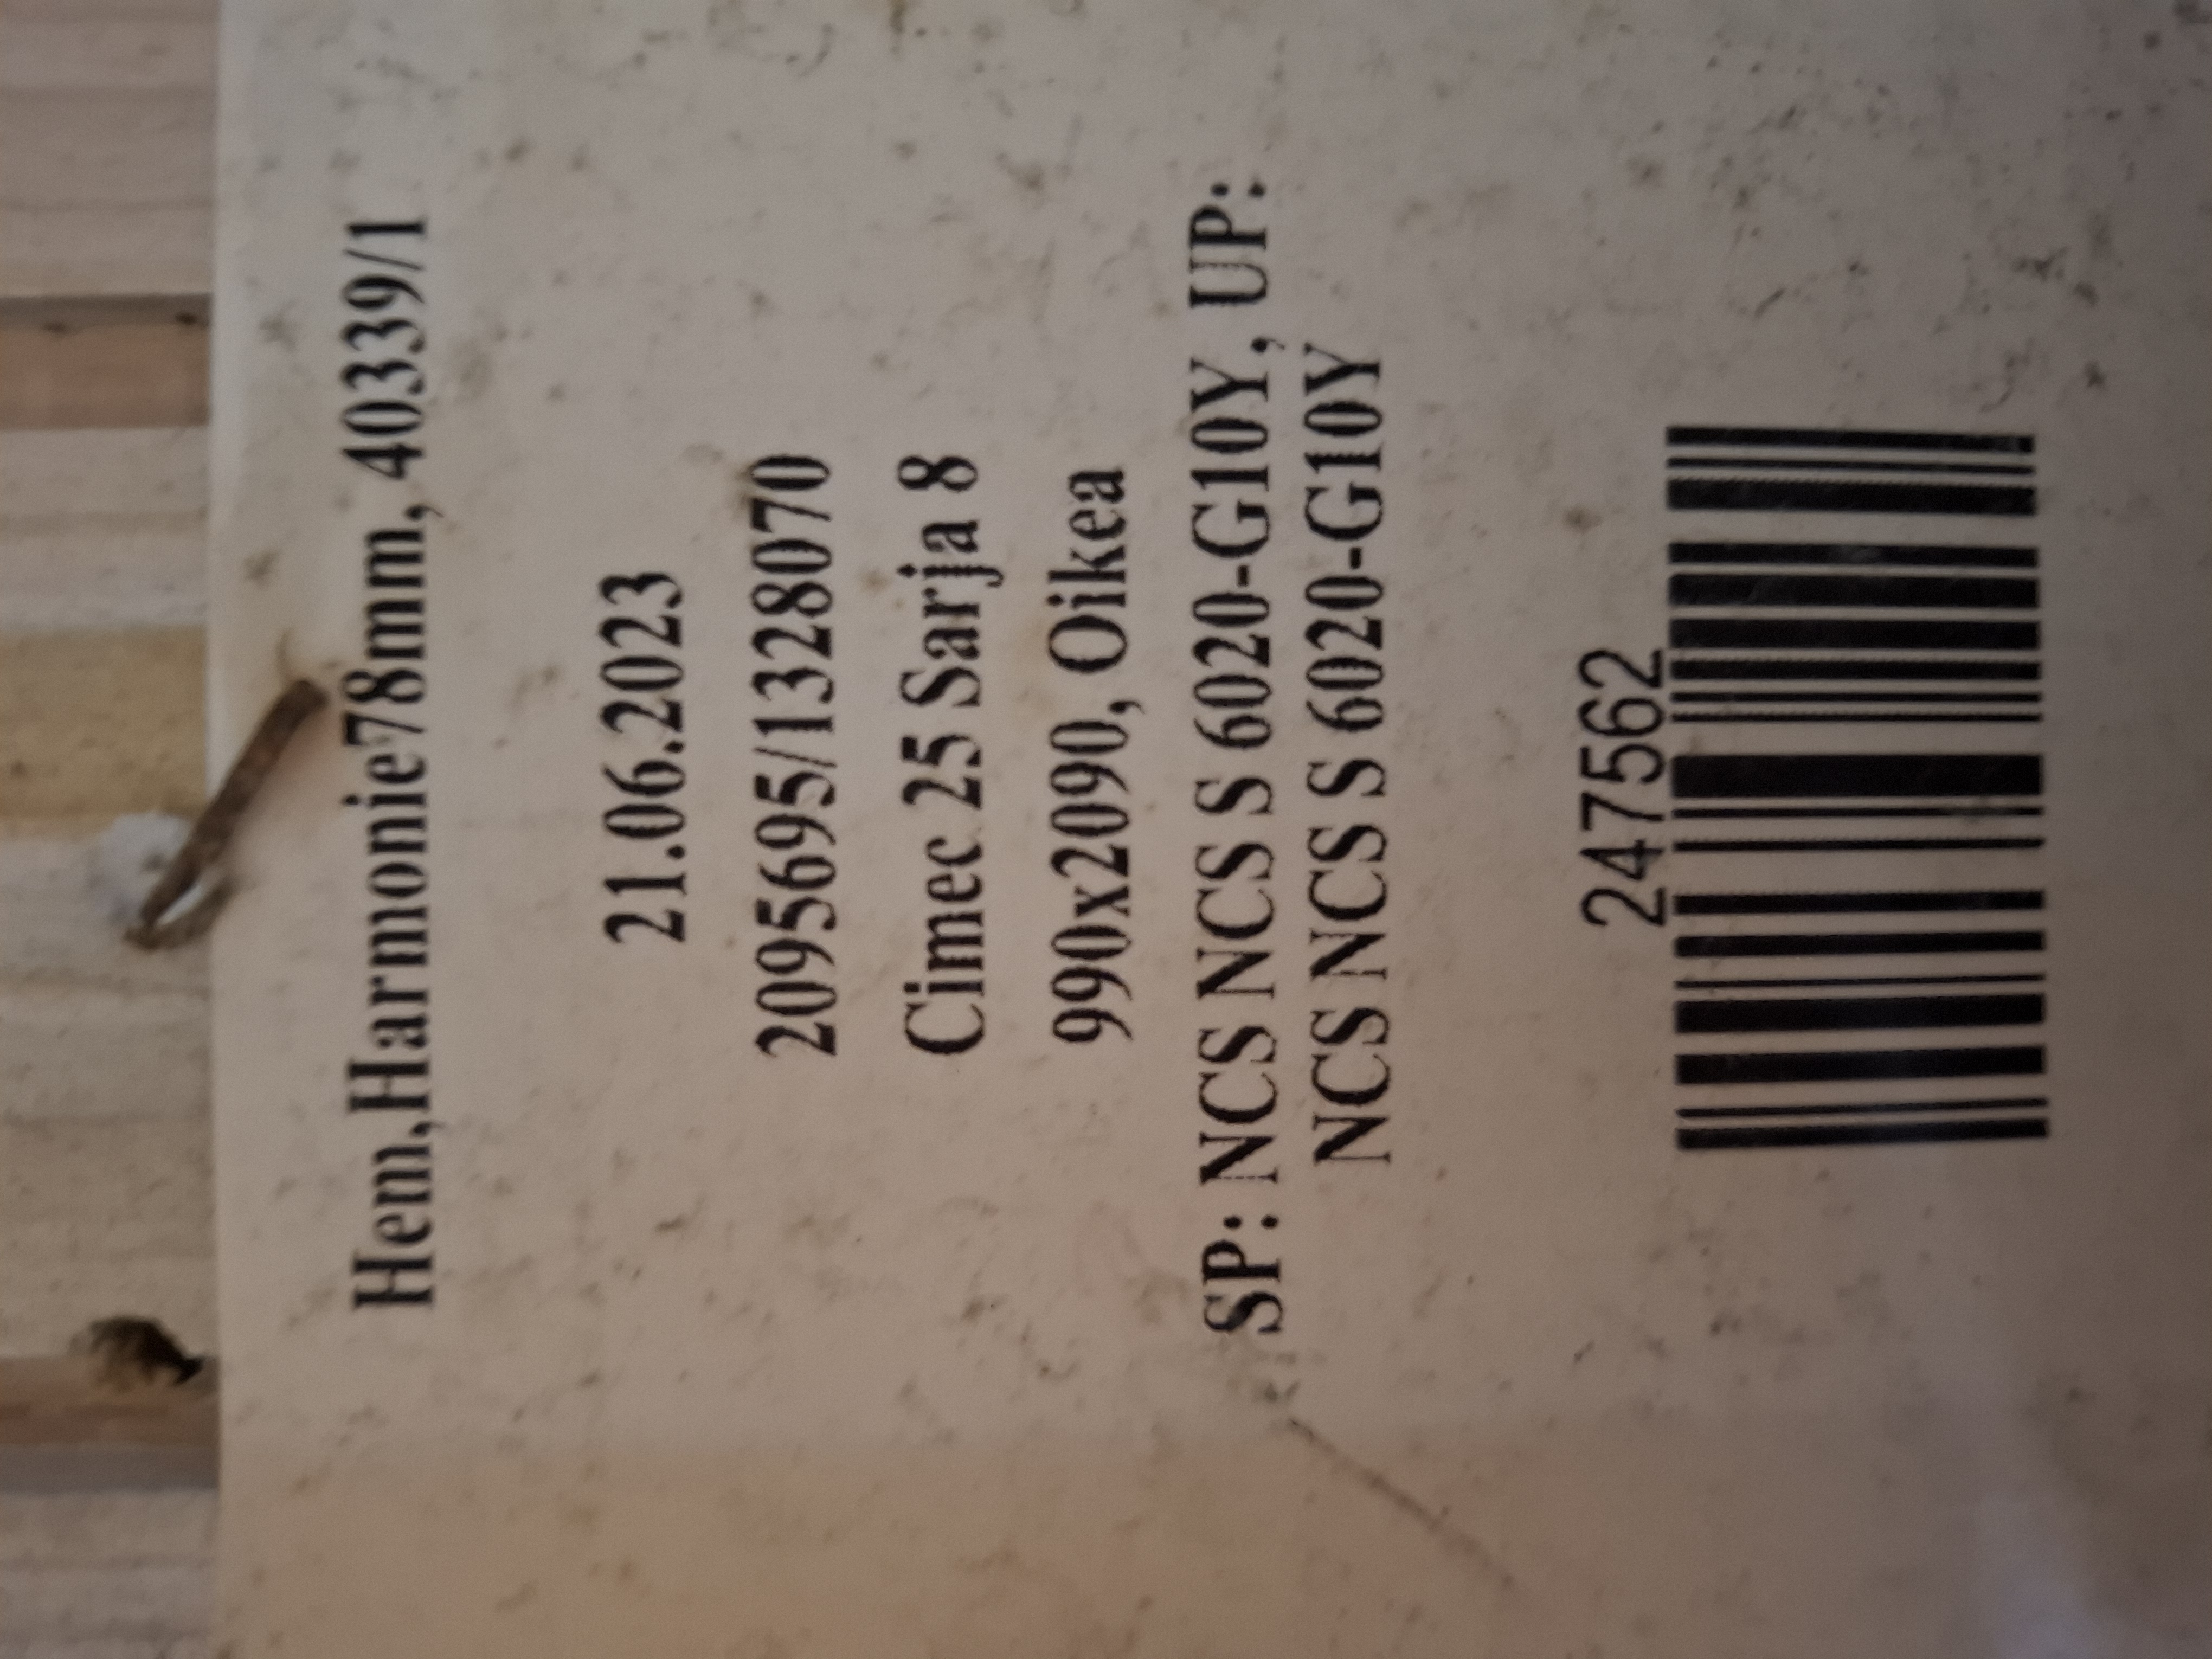 Hem,Harmonie78mm, 40339/1
21.06.2023
2095695/1328070
Cimec 25 Sarja 8
990x2090, Oikea
SP: NCS NCS S 6020-G10Y, UP:
NCS NCS S 6020-G10Y
247562